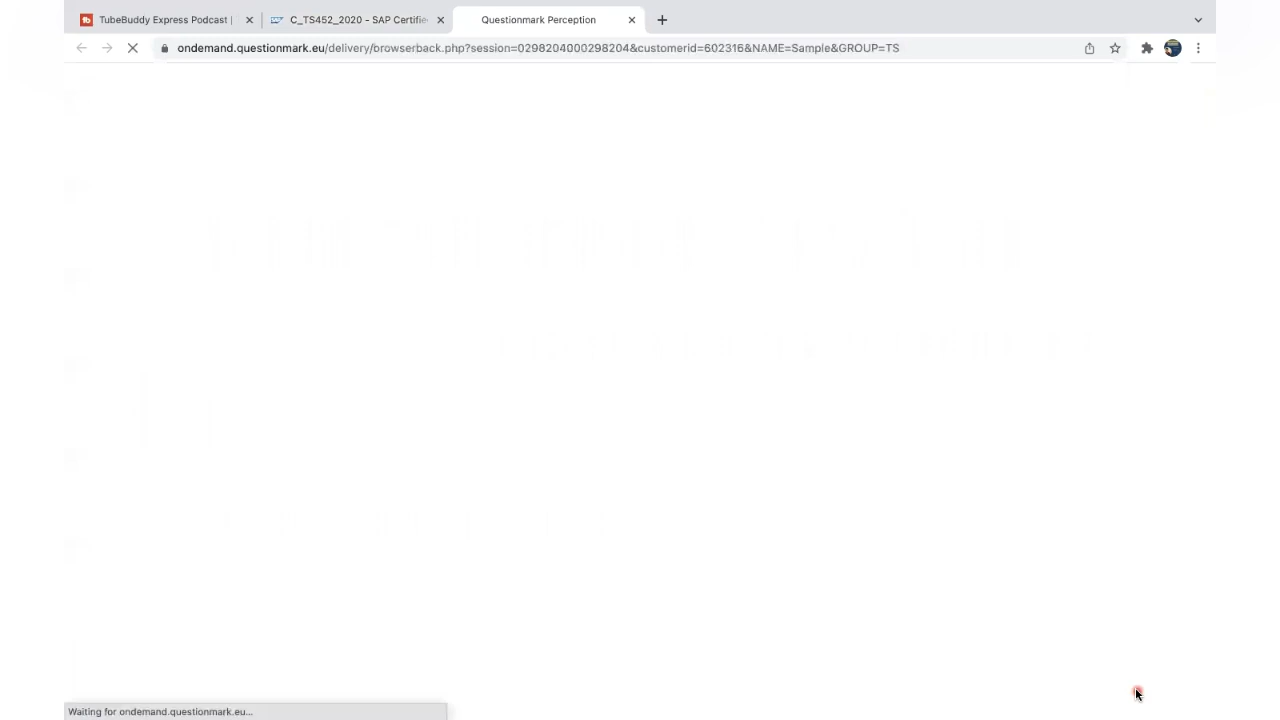 TubeBuddy Express Podcast |
C_TS452_2020 - SAP Certifie
Questionmark Perception
ondemand.questionmark.eu/delivery/browserback.php?session=0298204000298204&customerid=602316&NAME=Sample&GROUP=TS
Waiting for ondemand.questionmark.eu...